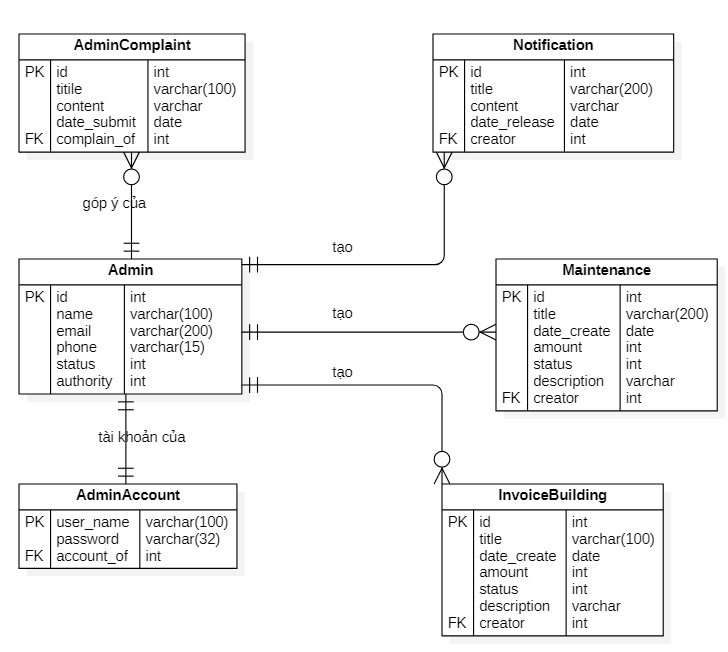 AdminComplaint
PK id int
titile varchar(100)
content varchar
date_submit date
FK complain_of int
Notification
PK id int
title varchar(200)
content varchar
date_release date
FK creator int
góp ý của
tạo
Admin
PK id int
name varchar(100)
email varchar(200)
phone varchar(15)
status int
authority int
tạo
Maintenance
PK id int
title varchar(200)
date_create date
amount int
status int
description varchar
FK creator int
tạo
tài khoản của
AdminAccount
PK user_name varchar(100)
password varchar(32)
FK account_of int
InvoiceBuilding
PK id int
title varchar(100)
date_create date
amount int
status int
description varchar
FK creator int